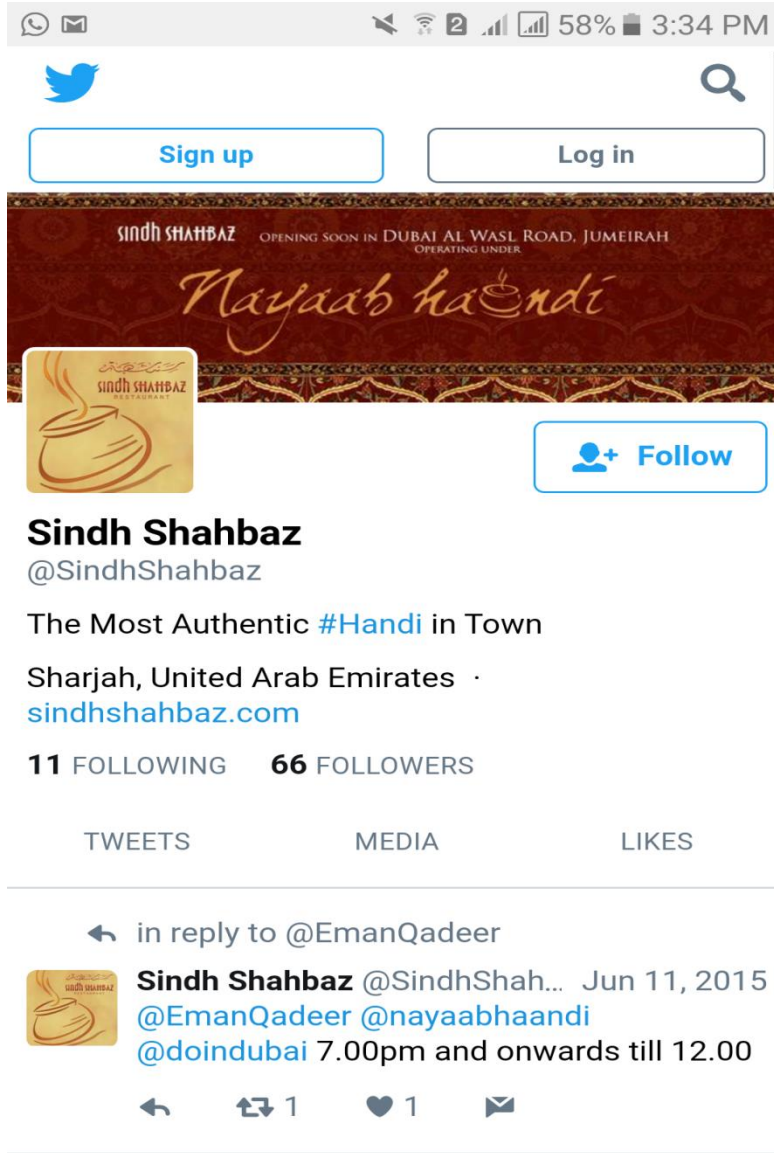 2 58% 3:34 PM
Sign up Log in
sindh SHAHBAZ OPENING SOON IN DUBAI AL WASL ROAD, JUMEIRAH
OPERATING UNDER
Nayaab haandi
sindh SHAHBAZ
RESTAURANT
Follow
Sindh Shahbaz
@SindhShahbaz
The Most Authentic #Handi in Town
Sharjah, United Arab Emirates ·
sindhshahbaz.com
11 FOLLOWING 66 FOLLOWERS
TWEETS MEDIA LIKES
in reply to @EmanQadeer
sindh SHAHBAZ
Sindh Shahbaz @SindhShah... Jun 11, 2015
@EmanQadeer @nayaabhaandi
@doindubai 7.00pm and onwards till 12.00
1 1